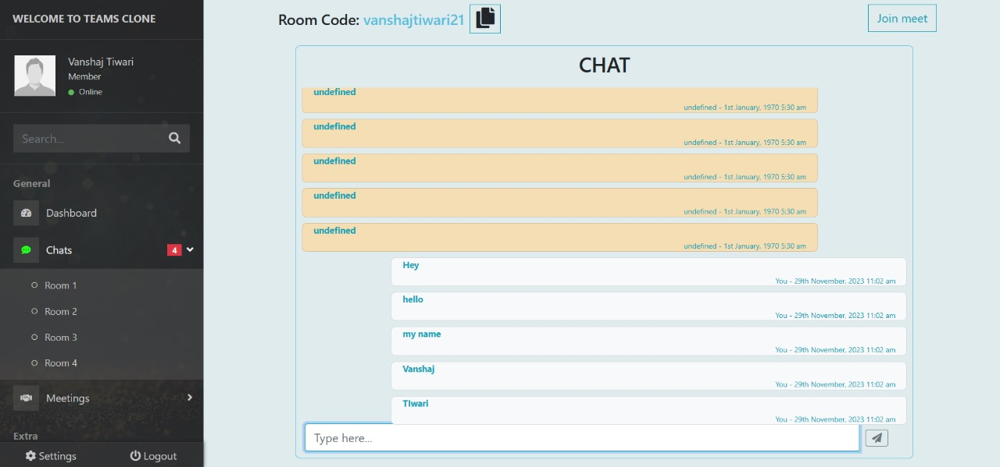 WELCOME TO TEAMS CLONE
Vanshaj Tiwari
Member
Online
Search...
General
Dashboard
Chats 4
Room 1
Room 2
Room 3
Room 4
Meetings
Extra
Settings Logout
Room Code: vanshajtiwari21
Join meet
CHAT
undefined
undefined - 1st January, 1970 5:30 am
undefined
undefined - 1st January, 1970 5:30 am
undefined
undefined - 1st January, 1970 5:30 am
undefined
undefined - 1st January, 1970 5:30 am
undefined
undefined - 1st January, 1970 5:30 am
Hey
You - 29th November, 2023 11:02 am
hello
You - 29th November, 2023 11:02 am
my name
You - 29th November, 2023 11:02 am
Vanshaj
You - 29th November, 2023 11:02 am
TIwari
You - 29th November, 2023 11:02 am
Type here...